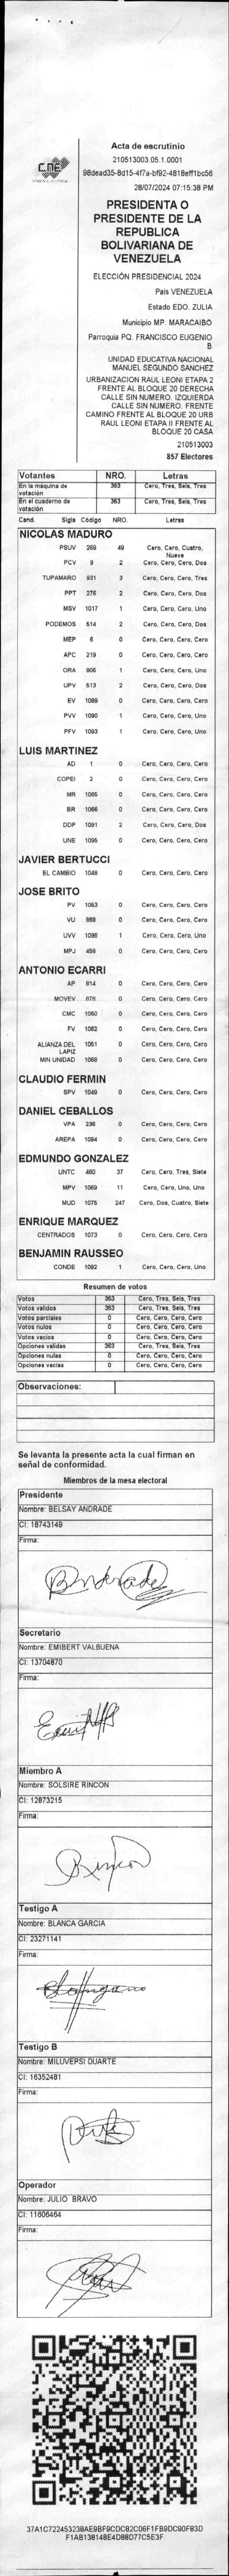 CNE
Acta de escrutinio
210513003.05.1.0001
98dead35-8d15-4f7a-bf92-4818eff1bc56
28/07/2024 07:15:38 PM
PRESIDENTA O
PRESIDENTE DE LA
REPUBLICA
BOLIVARIANA DE
VENEZUELA
ELECCIÓN PRESIDENCIAL 2024
País VENEZUELA
Estado EDO. ZULIA
Municipio MP. MARACAIBO
Parroquia PQ. FRANCISCO EUGENIO
B
UNIDAD EDUCATIVA NACIONAL
MANUEL SEGUNDO SANCHEZ
URBANIZACION RAUL LEONI ETAPA 2
FRENTE AL BLOQUE 20 DERECHA
CALLE SIN NUMERO. IZQUIERDA
CALLE SIN NUMERO. FRENTE
CAMINO FRENTE AL BLOQUE 20 URB
RAUL LEONI ETAPA II FRENTE AL
BLOQUE 20 CASA
210513003
857 Electores
Votantes NRO. Letras
En la máquina de votación 363 Cero, Tres, Seis, Tres
En el cuaderno de votación 363 Cero, Tres, Seis, Tres
Cand. Sigla Código NRO. Letras
NICOLAS MADURO
PSUV 269 49 Cero, Cero, Cuatro, Nueve
PCV 9 2 Cero, Cero, Cero, Dos
TUPAMARO 931 3 Cero, Cero, Cero, Tres
PPT 276 2 Cero, Cero, Cero, Dos
MSV 1017 1 Cero, Cero, Cero, Uno
PODEMOS 514 2 Cero, Cero, Cero, Dos
MEP 6 0 Cero, Cero, Cero, Cero
APC 219 0 Cero, Cero, Cero, Cero
ORA 906 1 Cero, Cero, Cero, Uno
UPV 513 2 Cero, Cero, Cero, Dos
EV 1089 0 Cero, Cero, Cero, Cero
PVV 1090 1 Cero, Cero, Cero, Uno
PFV 1093 1 Cero, Cero, Cero, Uno
LUIS MARTINEZ
AD 1 0 Cero, Cero, Cero, Cero
COPEI 2 0 Cero, Cero, Cero, Cero
MR 1065 0 Cero, Cero, Cero, Cero
BR 1066 0 Cero, Cero, Cero, Cero
DDP 1091 2 Cero, Cero, Cero, Dos
UNE 1095 0 Cero, Cero, Cero, Cero
JAVIER BERTUCCI
EL CAMBIO 1048 0 Cero, Cero, Cero, Cero
JOSE BRITO
PV 1053 0 Cero, Cero, Cero, Cero
VU 868 0 Cero, Cero, Cero, Cero
UVV 1096 1 Cero, Cero, Cero, Uno
MPJ 459 0 Cero, Cero, Cero, Cero
ANTONIO ECARRI
AP 914 0 Cero, Cero, Cero, Cero
MOVEV 878 0 Cero, Cero, Cero, Cero
CMC 1050 0 Cero, Cero, Cero, Cero
FV 1082 0 Cero, Cero, Cero, Cero
ALIANZA DEL LAPIZ 1051 0 Cero, Cero, Cero, Cero
MIN UNIDAD 1059 0 Cero, Cero, Cero, Cero
CLAUDIO FERMIN
SPV 1049 0 Cero, Cero, Cero, Cero
DANIEL CEBALLOS
VPA 236 0 Cero, Cero, Cero, Cero
AREPA 1094 0 Cero, Cero, Cero, Cero
EDMUNDO GONZALEZ
UNTC 460 37 Cero, Cero, Tres, Siete
MPV 1069 11 Cero, Cero, Uno, Uno
MUD 1075 247 Cero, Dos, Cuatro, Siete
ENRIQUE MARQUEZ
CENTRADOS 1073 0 Cero, Cero, Cero, Cero
BENJAMIN RAUSSEO
CONDE 1092 1 Cero, Cero, Cero, Uno
Resumen de votos
Votos 363 Cero, Tres, Seis, Tres
Votos validos 363 Cero, Tres, Seis, Tres
Votos parciales 0 Cero, Cero, Cero, Cero
Votos nulos 0 Cero, Cero, Cero, Cero
Votos vacios 0 Cero, Cero, Cero, Cero
Opciones validas 363 Cero, Tres, Seis, Tres
Opciones nulas 0 Cero, Cero, Cero, Cero
Opciones vacias 0 Cero, Cero, Cero, Cero
Observaciones:
Se levanta la presente acta la cual firman en
señal de conformidad.
Miembros de la mesa electoral
Presidente
Nombre: BELSAY ANDRADE
CI: 18743149
Firma:
Secretario
Nombre: EMIBERT VALBUENA
CI: 13704870
Firma:
Miembro A
Nombre: SOLSIRE RINCON
CI: 12873215
Firma:
Rincon
Testigo A
Nombre: BLANCA GARCIA
CI: 23271141
Firma:
Testigo B
Nombre: MILUVEPSI DUARTE
CI: 16352481
Firma:
Operador
Nombre: JULIO BRAVO
CI: 11606464
Firma:
37A1C722453238AE9BF9CDC82C06F1FB9DC90FB3D
F1AB138148E4D88D77C5E3F